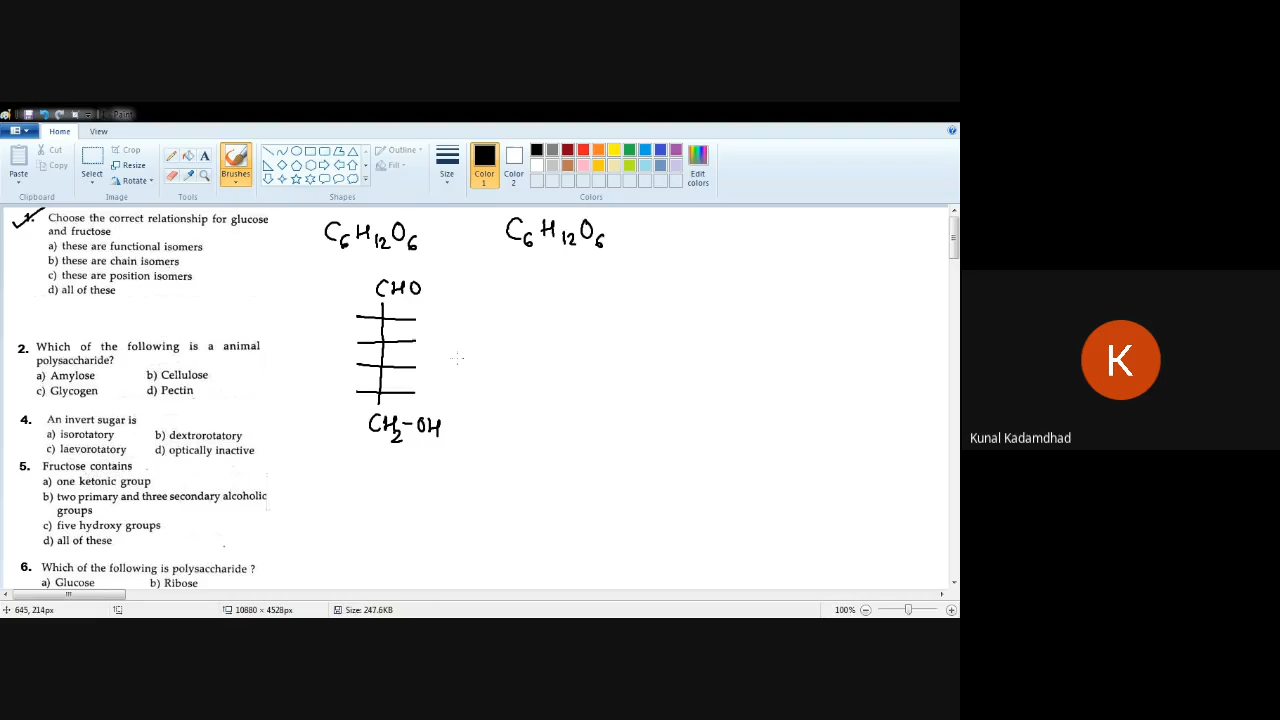 Paint
Home
View
Cut
Copy
Paste
Clipboard
Crop
Resize
Rotate
Select
Image
Tools
Brushes
Outline
Fill
Shapes
Size
Color 1
Color 2
Edit colors
Colors
1. Choose the correct relationship for glucose
and fructose
a) these are functional isomers
b) these are chain isomers
c) these are position isomers
d) all of these
2. Which of the following is a animal
polysaccharide?
a) Amylose b) Cellulose
c) Glycogen d) Pectin
4. An invert sugar is
a) isorotatory b) dextrorotatory
c) laevorotatory d) optically inactive
5. Fructose contains
a) one ketonic group
b) two primary and three secondary alcoholic
groups
c) five hydroxy groups
d) all of these
6. Which of the following is polysaccharide ?
a) Glucose b) Ribose
C6H12O6 C6H12O6
CHO
CH2-OH
645, 214px
10880 × 4528px
Size: 247.6KB
100%
K
Kunal Kadamdhad